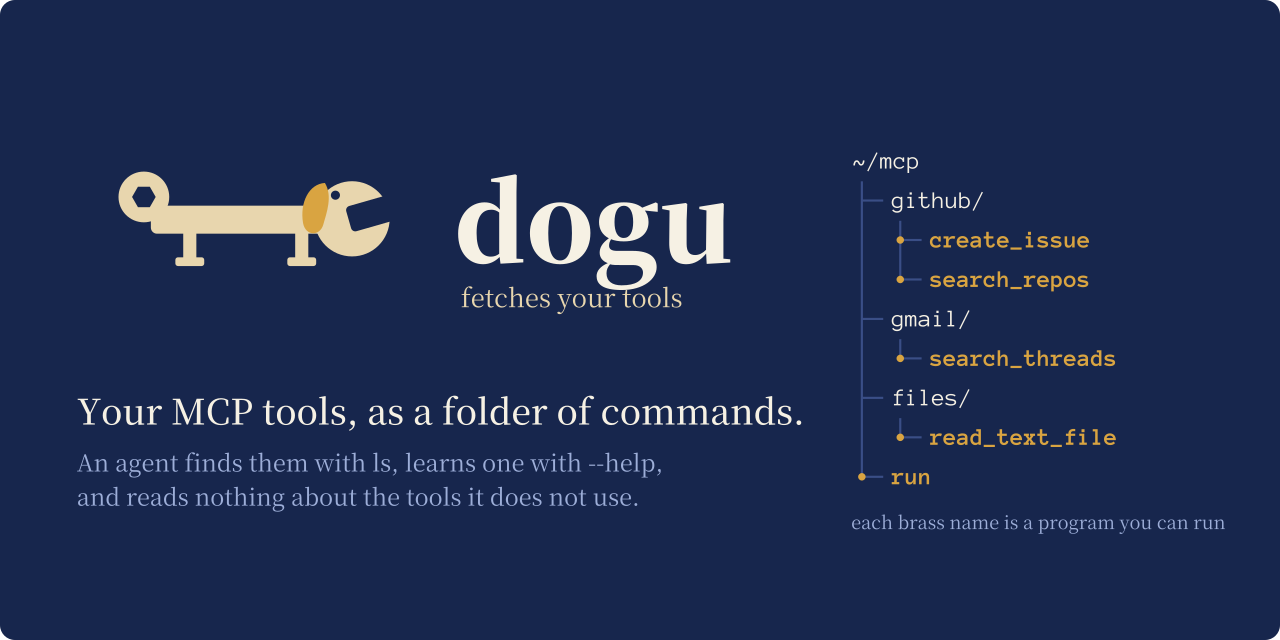 dogu
fetches your tools
Your MCP tools, as a folder of commands.
An agent finds them with ls, learns one with --help,
and reads nothing about the tools it does not use.
~/mcp
github/
create_issue
search_repos
gmail/
search_threads
files/
read_text_file
run
each brass name is a program you can run